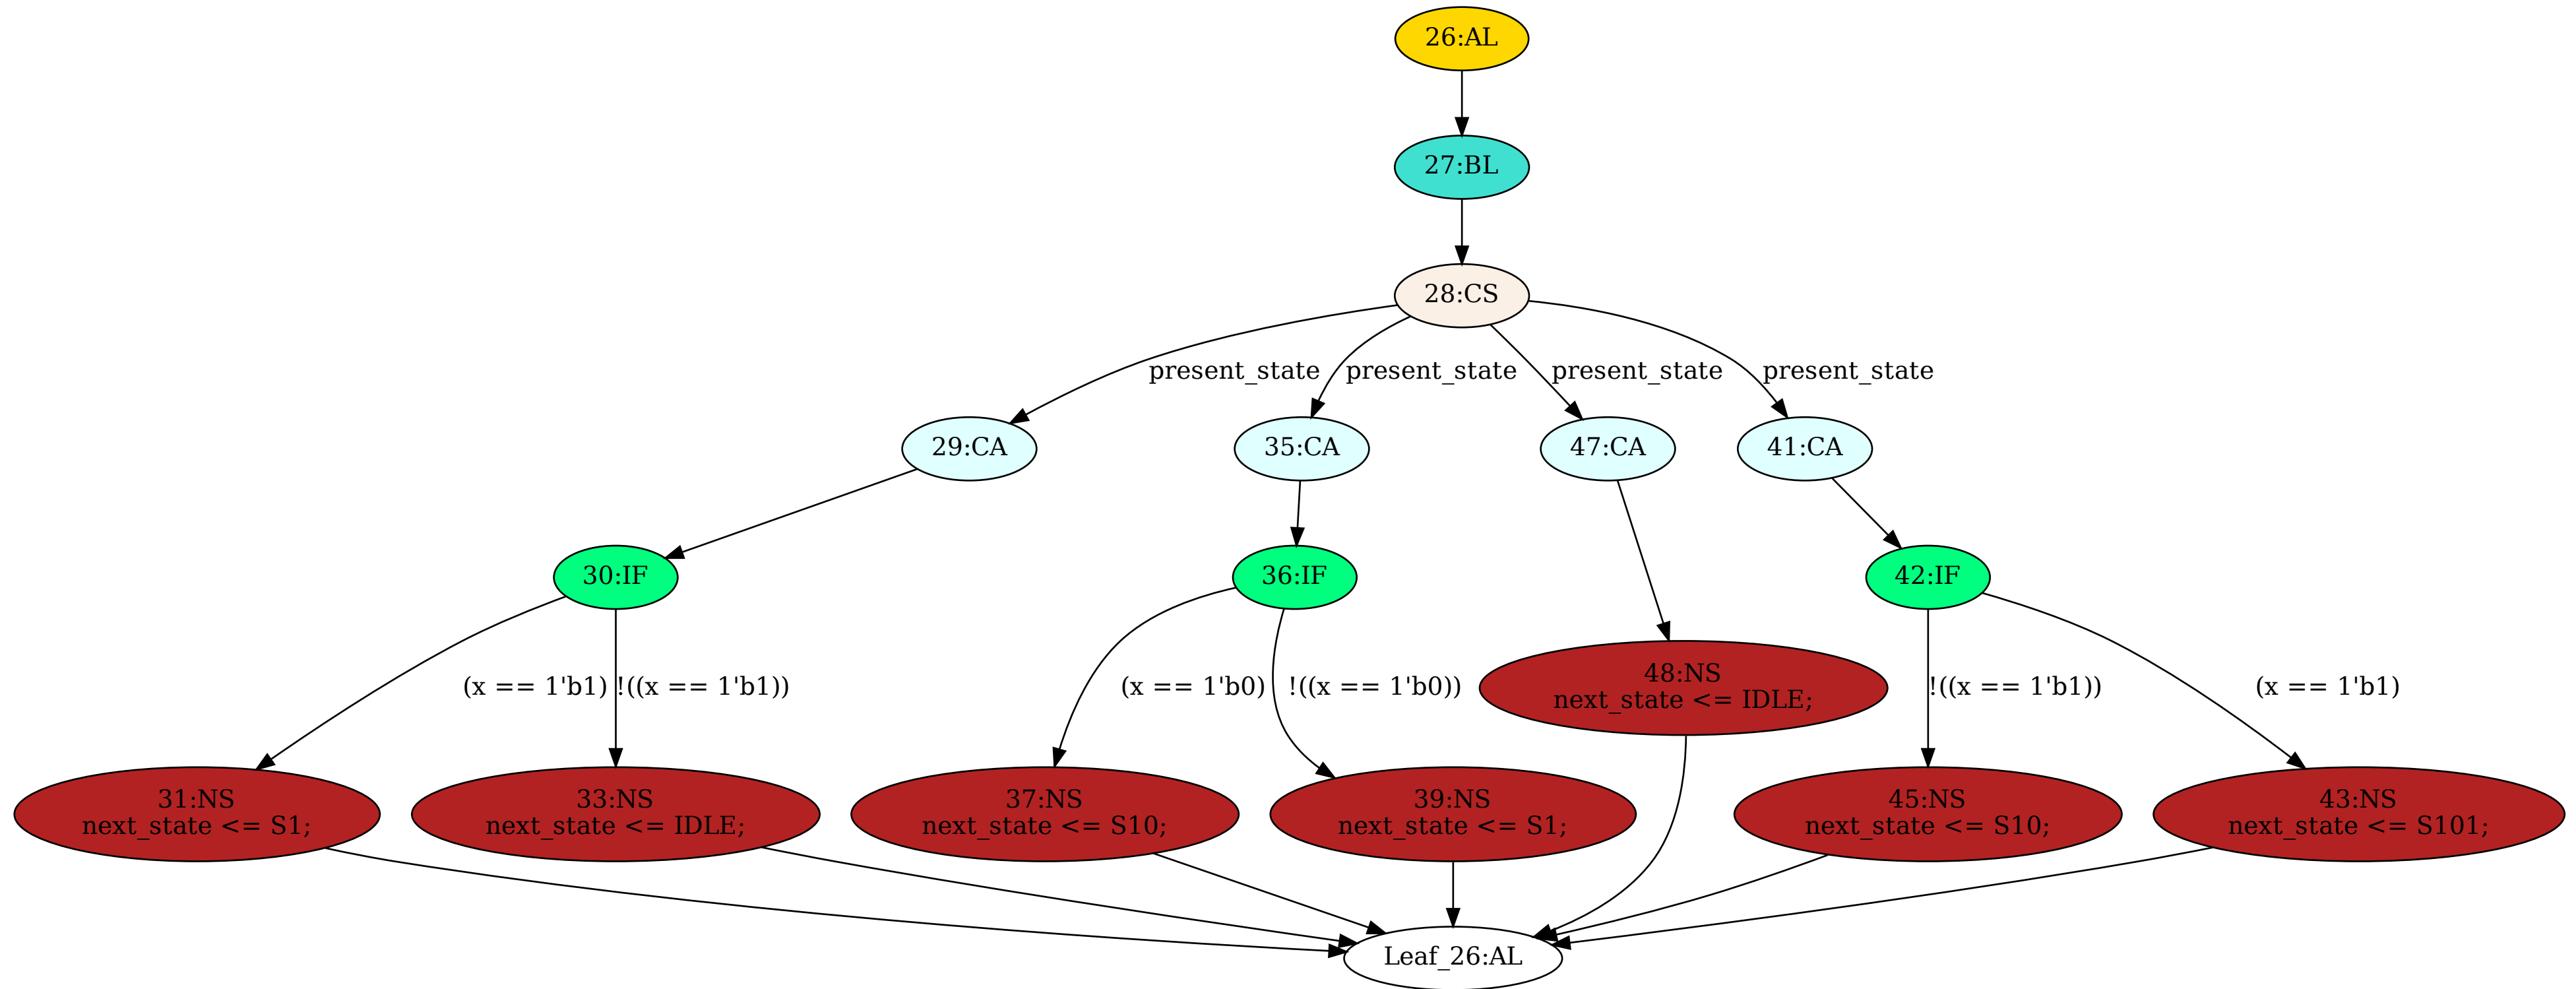 26:AL
27:BL
28:CS
present_state
present_state
present_state
present_state
29:CA
35:CA
47:CA
41:CA
30:IF
36:IF
42:IF
(x == 1'b1)
!((x == 1'b1))
(x == 1'b0)
!((x == 1'b0))
48:NS
next_state <= IDLE;
!((x == 1'b1))
(x == 1'b1)
31:NS
next_state <= S1;
33:NS
next_state <= IDLE;
37:NS
next_state <= S10;
39:NS
next_state <= S1;
45:NS
next_state <= S10;
43:NS
next_state <= S101;
Leaf_26:AL